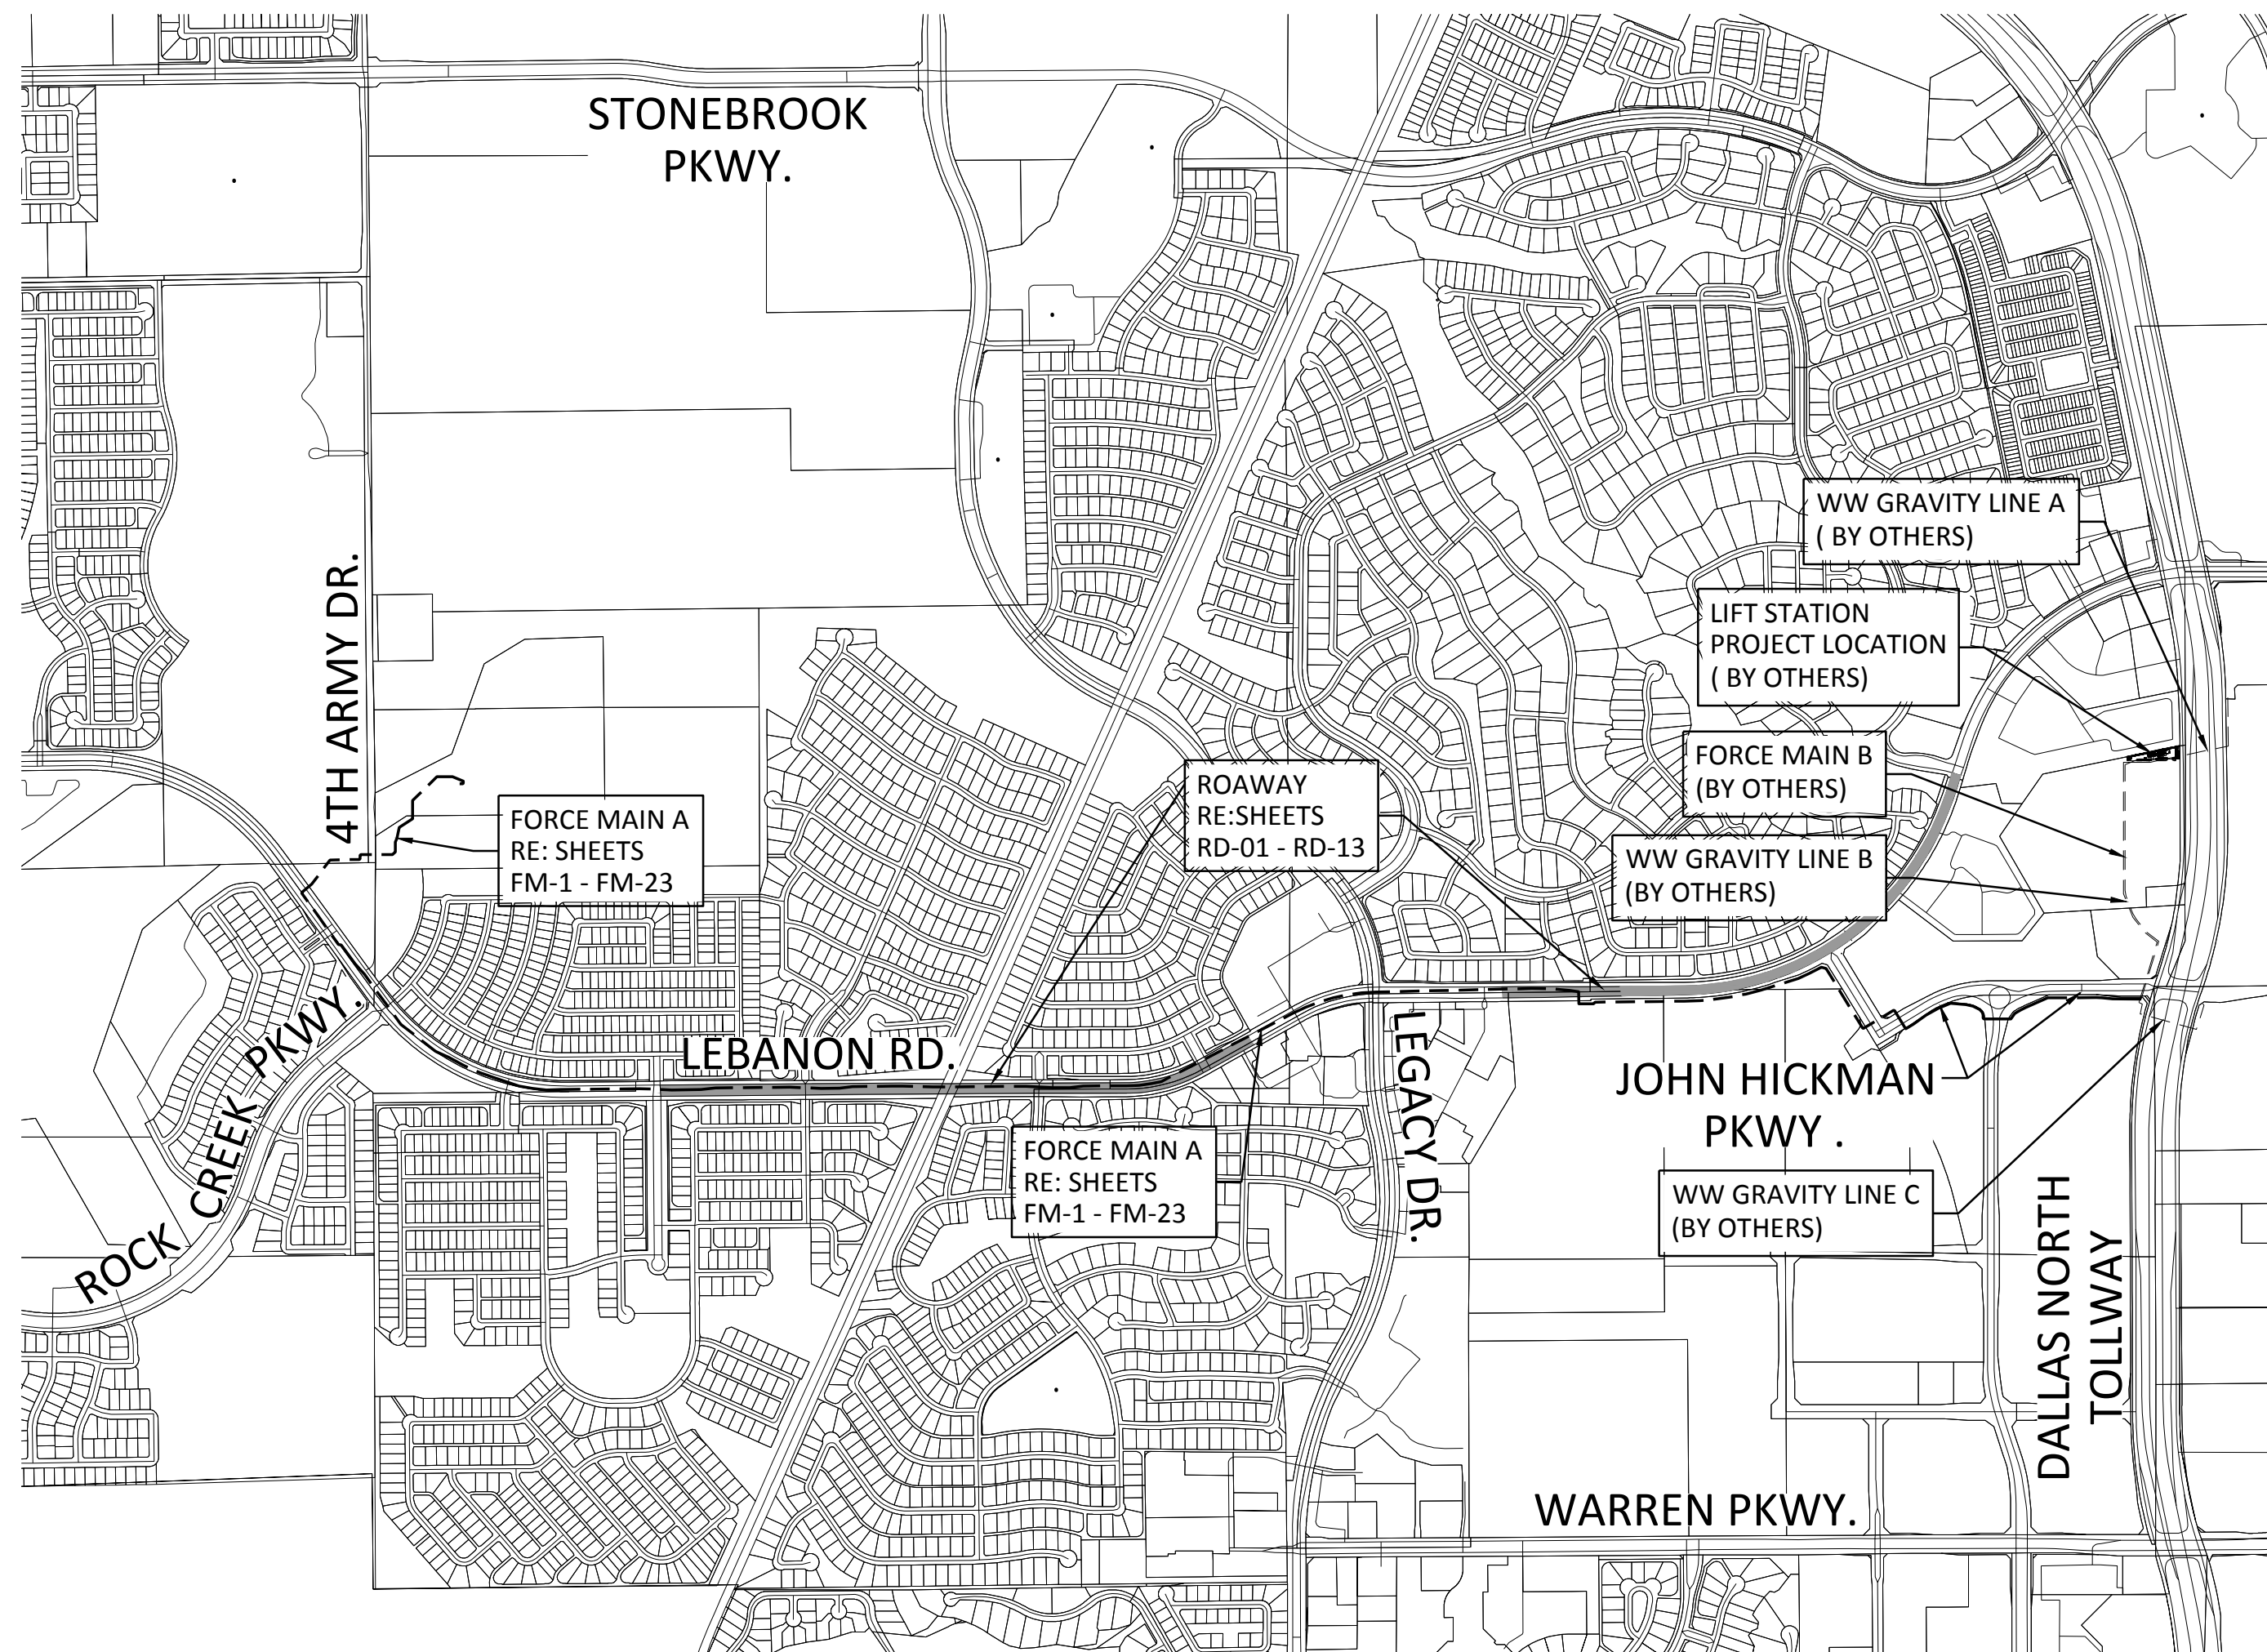 STONEBROOK
PKWY.
WW GRAVITY LINE A
( BY OTHERS)
4TH ARMY DR.
LIFT STATION
PROJECT LOCATION
( BY OTHERS)
FORCE MAIN B
(BY OTHERS)
ROAWAY
RE:SHEETS
RD-01 - RD-13
FORCE MAIN A
RE: SHEETS
FM-1 - FM-23
WW GRAVITY LINE B
(BY OTHERS)
ROCK CREEK PKWY.
LEBANON RD.
LEGACY DR.
JOHN HICKMAN
PKWY .
FORCE MAIN A
RE: SHEETS
FM-1 - FM-23
WW GRAVITY LINE C
(BY OTHERS)
DALLAS NORTH
TOLLWAY
WARREN PKWY.